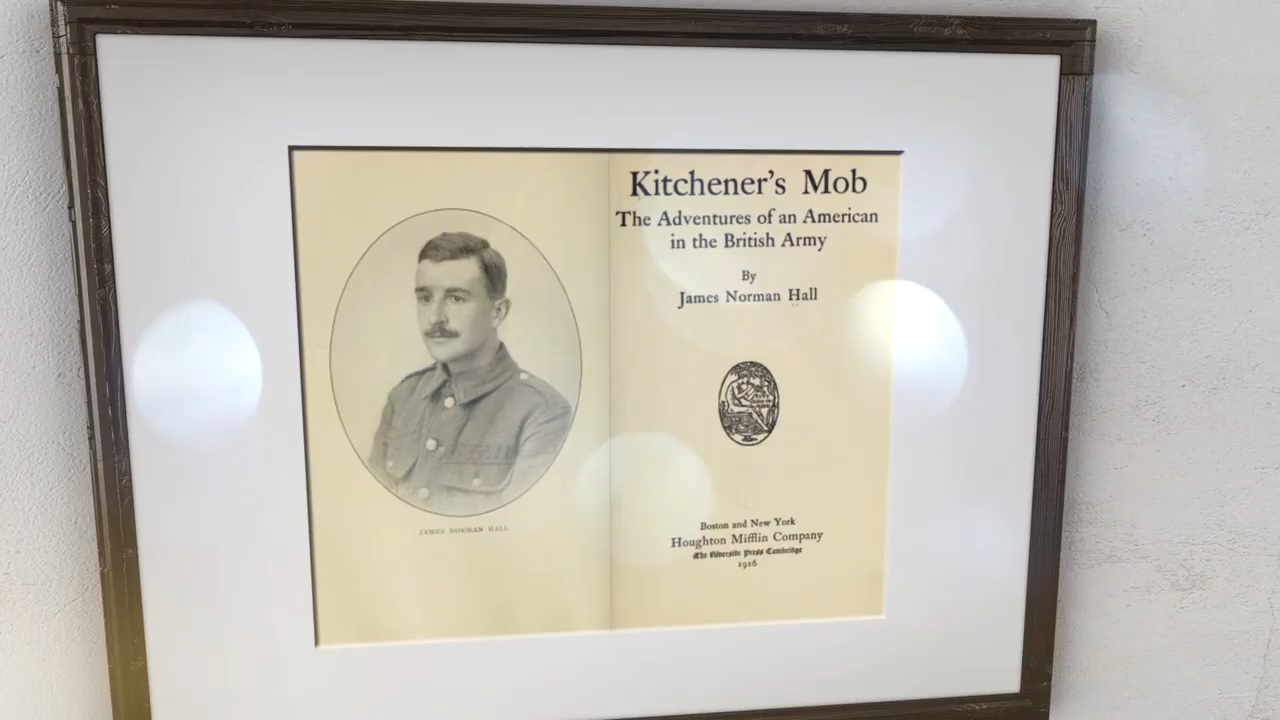 JAMES NORMAN HALL
Kitchener's Mob
The Adventures of an American
in the British Army
By
James Norman Hall
Boston and New York
Houghton Mifflin Company
The Riverside Press Cambridge
1916